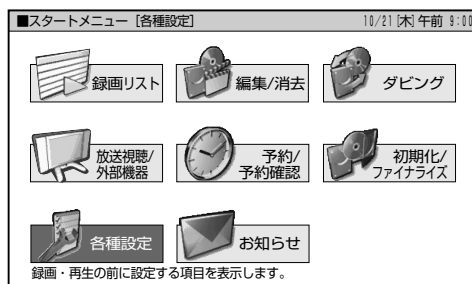 ■スタートメニュー [各種設定] 10/21[木]午前 9:00
録画リスト 編集/消去 ダビング
放送視聴/
外部機器
予約/
予約確認
初期化/
ファイナライズ
各種設定 お知らせ
録画・再生の前に設定する項目を表示します。